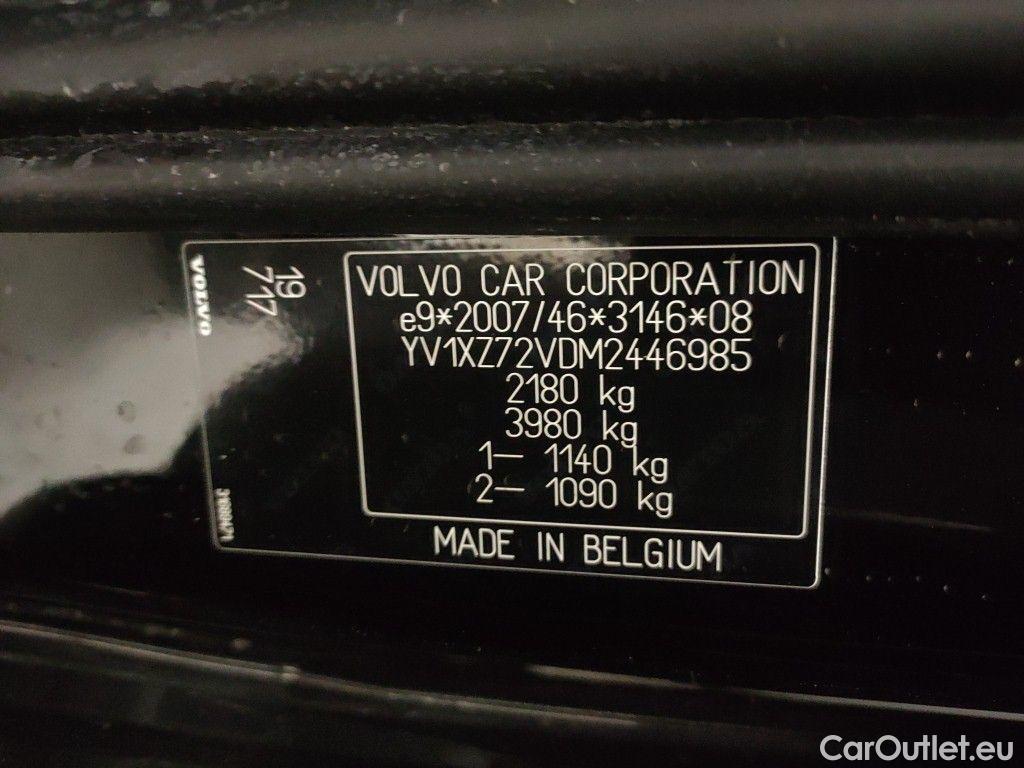 VOLVO
19
717
VOLVO CAR CORPORATION
e9*2007/46*3146*08
YV1XZ72VDM2446985
2180 kg
3980 kg
1— 1140 kg
2— 1090 kg
MADE IN BELGIUM
CarOutlet.eu